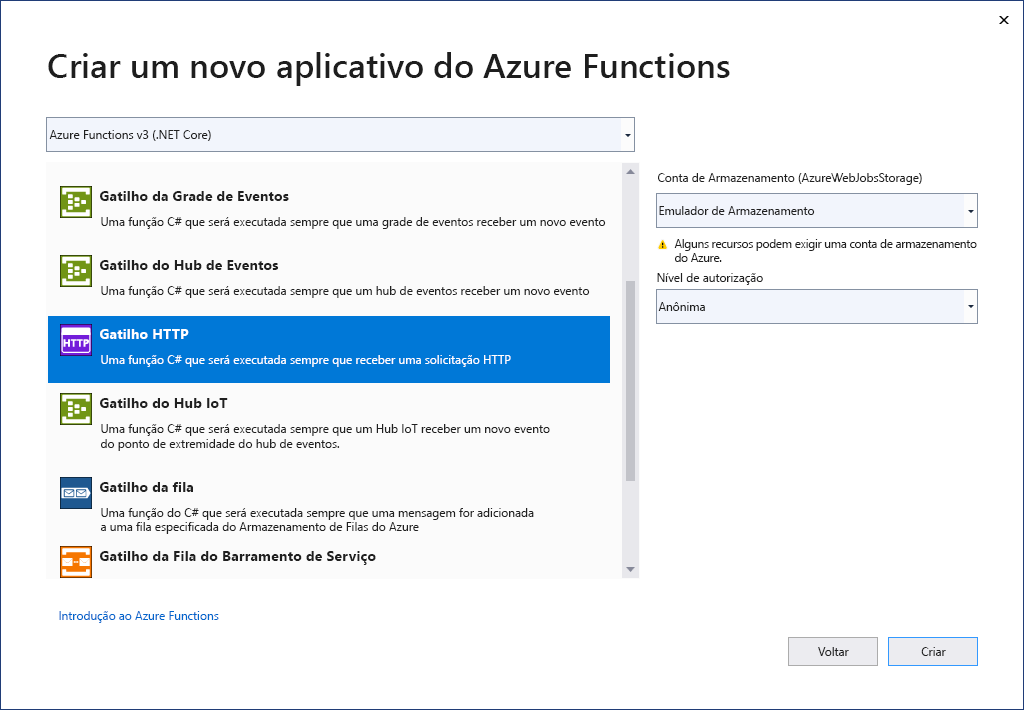 Criar um novo aplicativo do Azure Functions
Azure Functions v3 (.NET Core)
Gatilho da Grade de Eventos
Uma função C# que será executada sempre que uma grade de eventos receber um novo evento
Gatilho do Hub de Eventos
Uma função C# que será executada sempre que um hub de eventos receber um novo evento
HTTP
Gatilho HTTP
Uma função C# que será executada sempre que receber uma solicitação HTTP
Gatilho do Hub IoT
Uma função C# que será executada sempre que um Hub IoT receber um novo evento
do ponto de extremidade do hub de eventos.
Gatilho da fila
Uma função do C# que será executada sempre que uma mensagem for adicionada
a uma fila especificada do Armazenamento de Filas do Azure
Gatilho da Fila do Barramento de Serviço
Conta de Armazenamento (AzureWebJobsStorage)
Emulador de Armazenamento
Alguns recursos podem exigir uma conta de armazenamento
do Azure.
Nível de autorização
Anônima
Introdução ao Azure Functions
Voltar
Criar